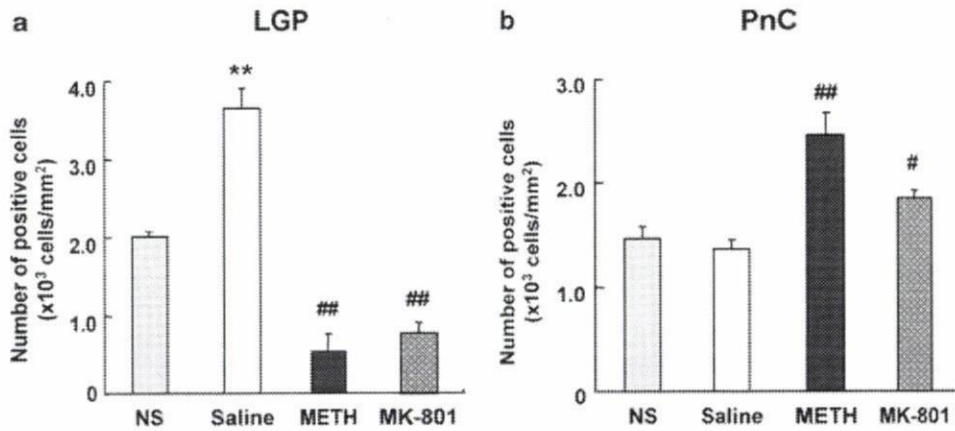 a LGP
Number of positive cells
(x10³ cells/mm²)
4.0
3.0
2.0
1.0
0
**
##
##
NS Saline METH MK-801
b PnC
Number of positive cells
(x10³ cells/mm²)
3.0
2.0
1.0
0
##
#
NS Saline METH MK-801